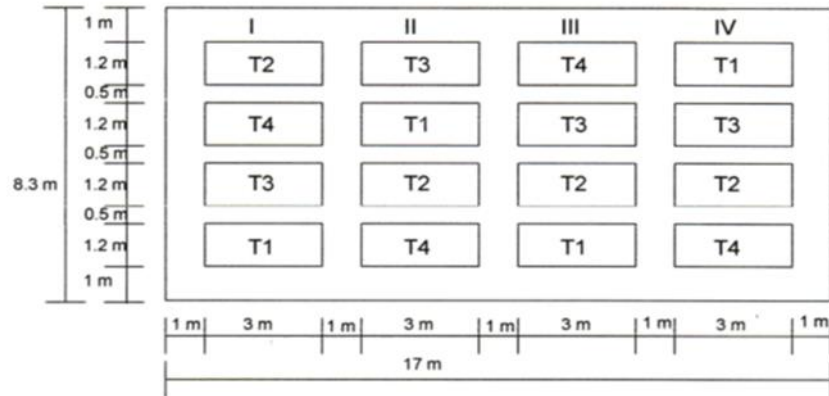 1 m
I II III IV
1.2 m T2 T3 T4 T1
0.5 m
1.2 m T4 T1 T3 T3
0.5 m
8.3 m
1.2 m T3 T2 T2 T2
0.5 m
1.2 m T1 T4 T1 T4
1 m
1 m 3 m 1 m 3 m 1 m 3 m 1 m 3 m 1 m
17 m